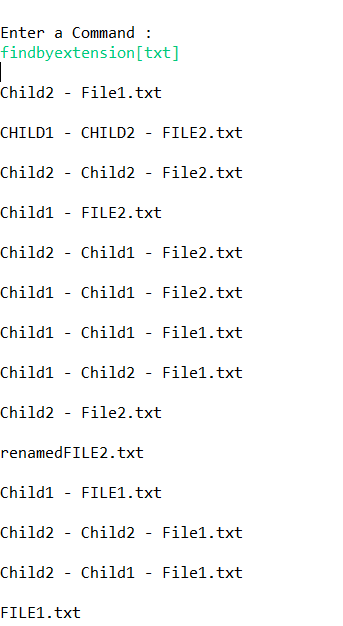 Enter a Command :
findbyextension[txt]
Child2 - File1.txt
CHILD1 - CHILD2 - FILE2.txt
Child2 - Child2 - File2.txt
Child1 - FILE2.txt
Child2 - Child1 - File2.txt
Child1 - Child1 - File2.txt
Child1 - Child1 - File1.txt
Child1 - Child2 - File1.txt
Child2 - File2.txt
renamedFILE2.txt
Child1 - FILE1.txt
Child2 - Child2 - File1.txt
Child2 - Child1 - File1.txt
FILE1.txt